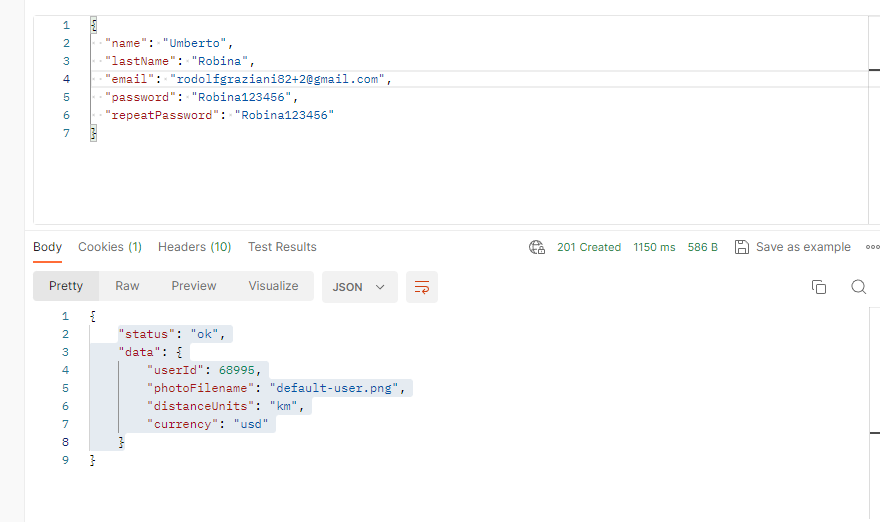 1 {
2 "name": "Umberto",
3 "lastName": "Robina",
4 "email": "rodolfgraziani82+2@gmail.com",
5 "password": "Robina123456",
6 "repeatPassword": "Robina123456"
7 }
Body Cookies (1) Headers (10) Test Results 201 Created 1150 ms 586 B Save as example
Pretty Raw Preview Visualize JSON
1 {
2 "status": "ok",
3 "data": {
4 "userId": 68995,
5 "photoFilename": "default-user.png",
6 "distanceUnits": "km",
7 "currency": "usd"
8 }
9 }